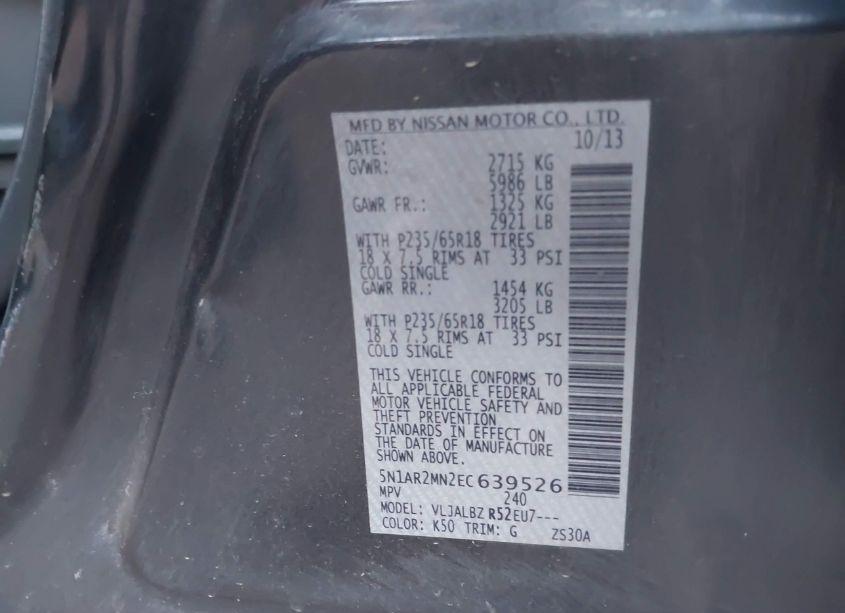 MFD BY NISSAN MOTOR CO., LTD.
DATE: 10/13
GVWR: 2715 KG
5986 LB
GAWR FR.: 1325 KG
2921 LB
WITH P235/65R18 TIRES
18 X 7.5 RIMS AT 33 PSI
COLD SINGLE
GAWR RR.: 1454 KG
3205 LB
WITH P235/65R18 TIRES
18 X 7.5 RIMS AT 33 PSI
COLD SINGLE
THIS VEHICLE CONFORMS TO
ALL APPLICABLE FEDERAL
MOTOR VEHICLE SAFETY AND
THEFT PREVENTION
STANDARDS IN EFFECT ON
THE DATE OF MANUFACTURE
SHOWN ABOVE.
5N1AR2MN2EC639526
MPV 240
MODEL: VLJALBZ R52EU7---
COLOR: K50 TRIM: G ZS30A